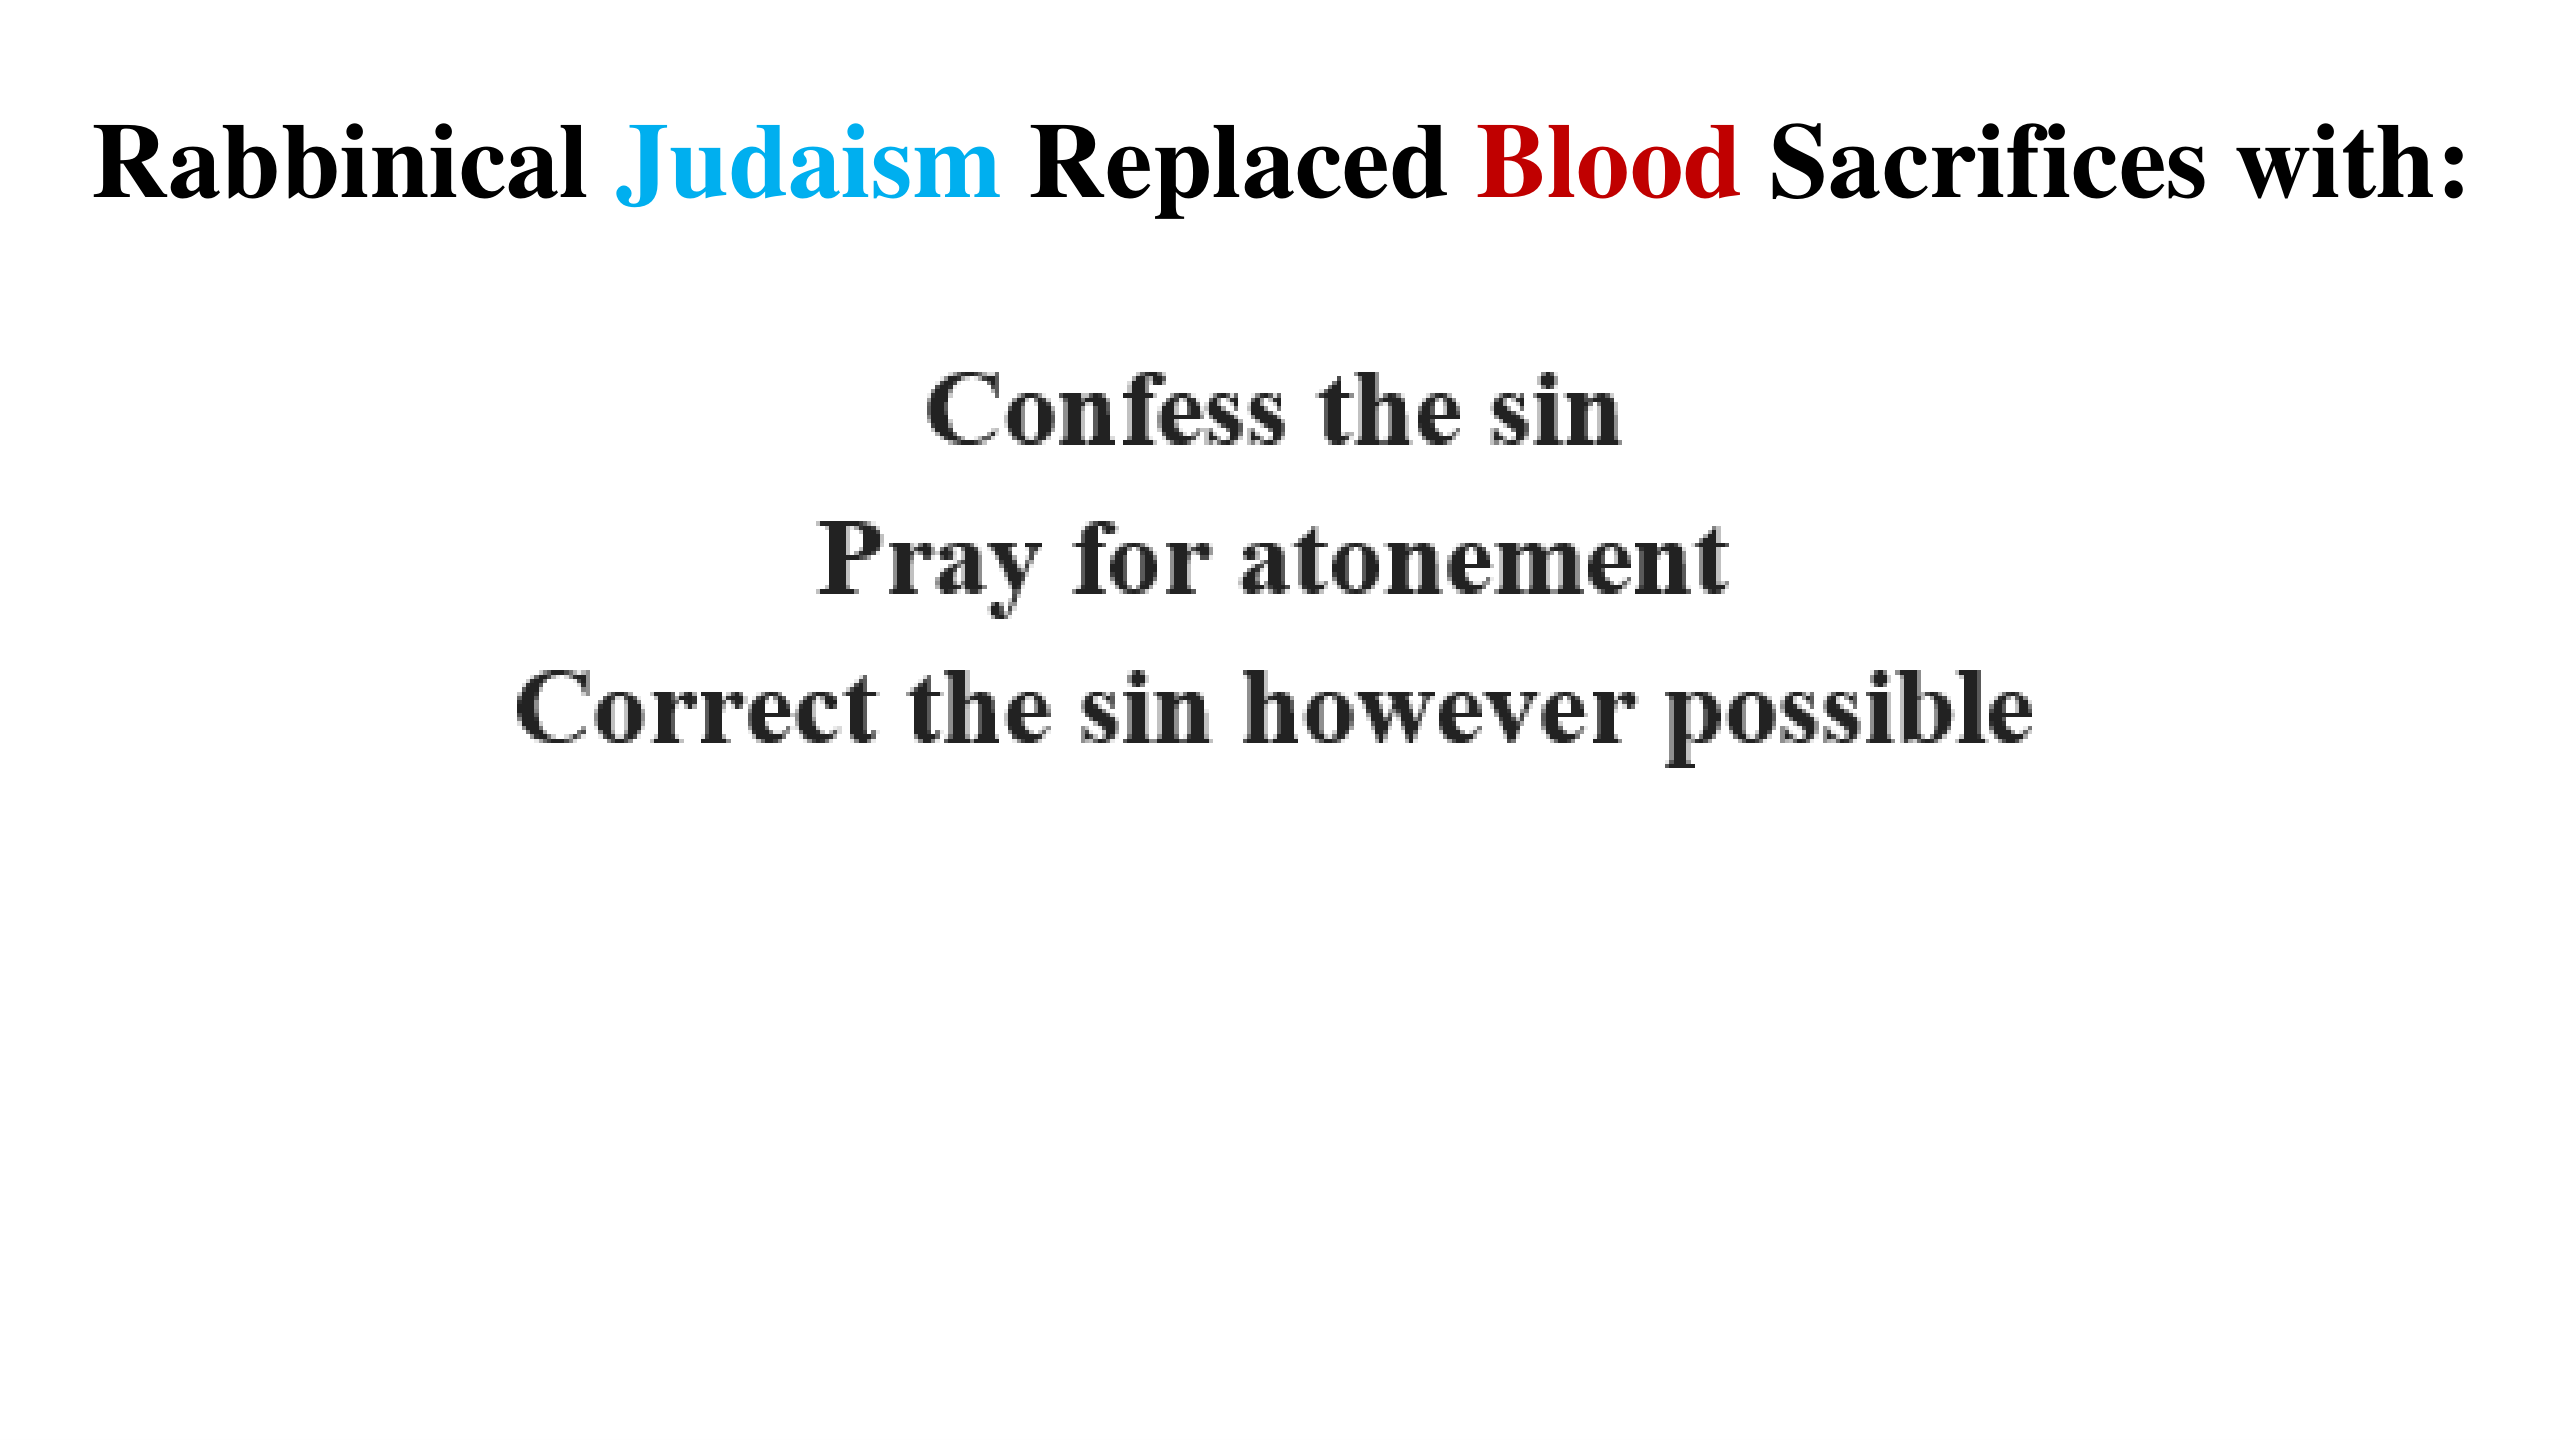 Rabbinical Judaism Replaced Blood Sacrifices with:
Confess the sin
Pray for atonement
Correct the sin however possible